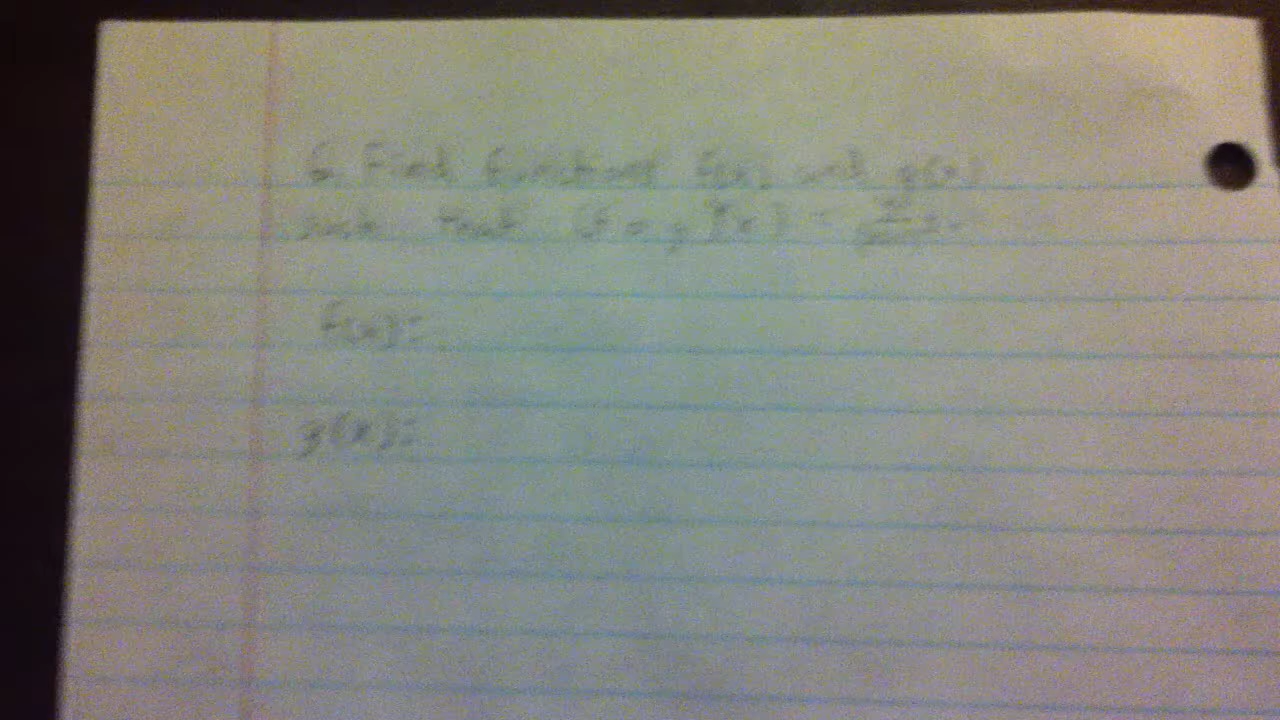 6. Find functions f(x) and g(x)
such that (f o g)(x) =
f(x)=
g(x)=